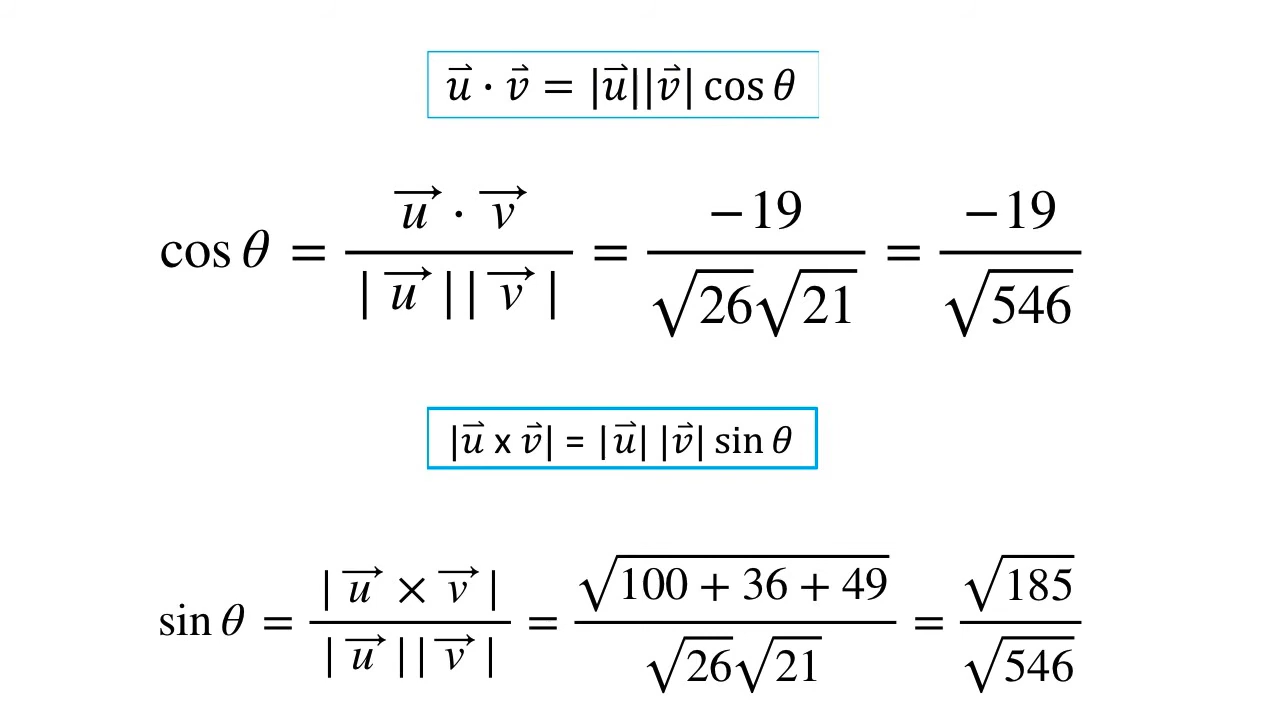 u⃗ · v⃗ = |u⃗||v⃗| cos θ
cos θ = (u⃗ · v⃗) / (|u⃗||v⃗|) = −19 / (√26√21) = −19 / √546
|u⃗ x v⃗| = |u⃗| |v⃗| sin θ
sin θ = |u⃗ × v⃗| / (|u⃗||v⃗|) = √(100 + 36 + 49) / (√26√21) = √185 / √546